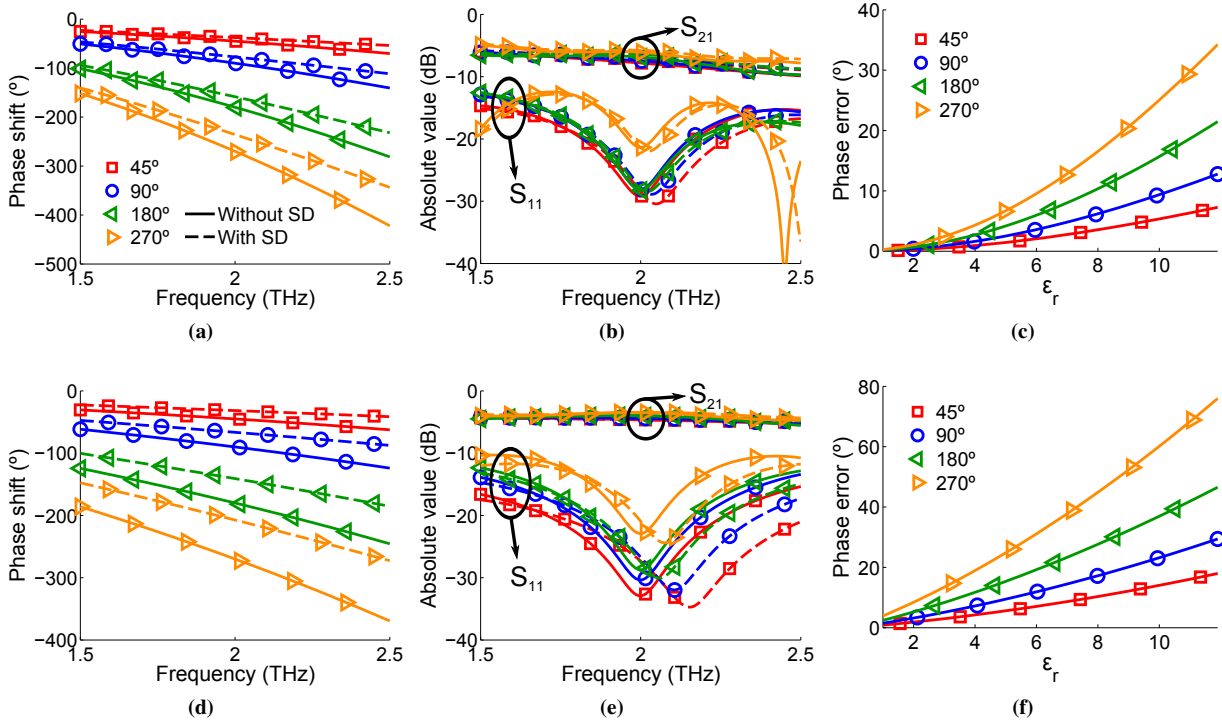 Phase shift (º)
0
−100
−200
−300
−400
−500
45º
90º
180º
270º
Without SD
With SD
1.5
2
2.5
Frequency (THz)
(a)
Absolute value (dB)
0
−10
−20
−30
−40
S21
S11
1.5
2
2.5
Frequency (THz)
(b)
Phase error (º)
40
30
20
10
0
45º
90º
180º
270º
2
4
6
8
10
εr
(c)
Phase shift (º)
0
−100
−200
−300
−400
1.5
2
2.5
Frequency (THz)
(d)
Absolute value (dB)
0
−10
−20
−30
−40
S21
S11
1.5
2
2.5
Frequency (THz)
(e)
Phase error (º)
80
60
40
20
0
45º
90º
180º
270º
2
4
6
8
10
εr
(f)